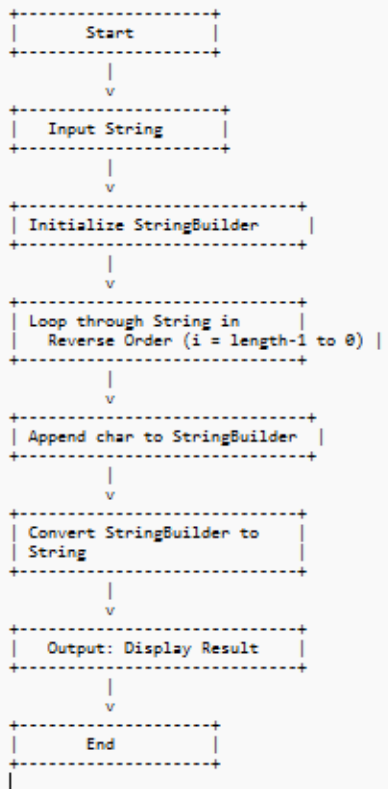 Start
Input String
Initialize StringBuilder
Loop through String in
Reverse Order (i = length-1 to 0)
Append char to StringBuilder
Convert StringBuilder to
String
Output: Display Result
End